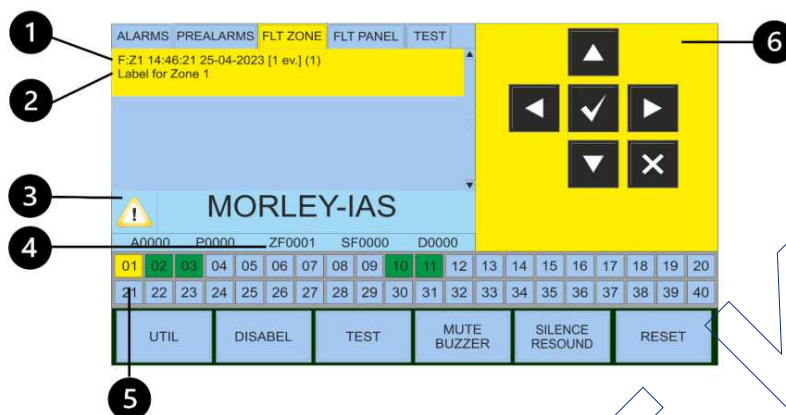 1
ALARMS PREALARMS FLT ZONE FLT PANEL TEST
6
F:Z1 14:46:21 25-04-2023 [1 ev.] (1)
2
Label for Zone 1
3
MORLEY-IAS
4
A0000 P0000 ZF0001 SF0000 D0000
01 02 03 04 05 06 07 08 09 10 11 12 13 14 15 16 17 18 19 20
21 22 23 24 25 26 27 28 29 30 31 32 33 34 35 36 37 38 39 40
UTIL DISABEL TEST MUTE BUZZER SILENCE RESOUND RESET
5